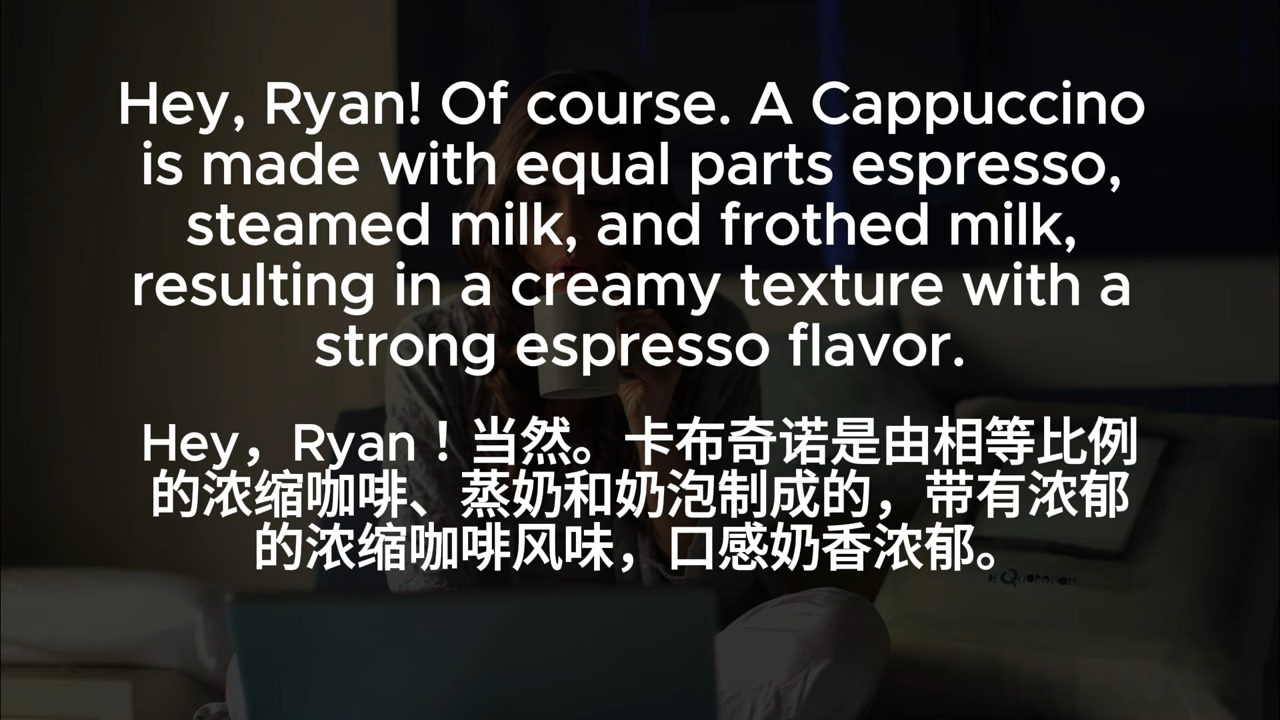 Hey, Ryan! Of course. A Cappuccino
is made with equal parts espresso,
steamed milk, and frothed milk,
resulting in a creamy texture with a
strong espresso flavor.
Hey，Ryan！当然。卡布奇诺是由相等比例
的浓缩咖啡、蒸奶和奶泡制成的，带有浓郁
的浓缩咖啡风味，口感奶香浓郁。